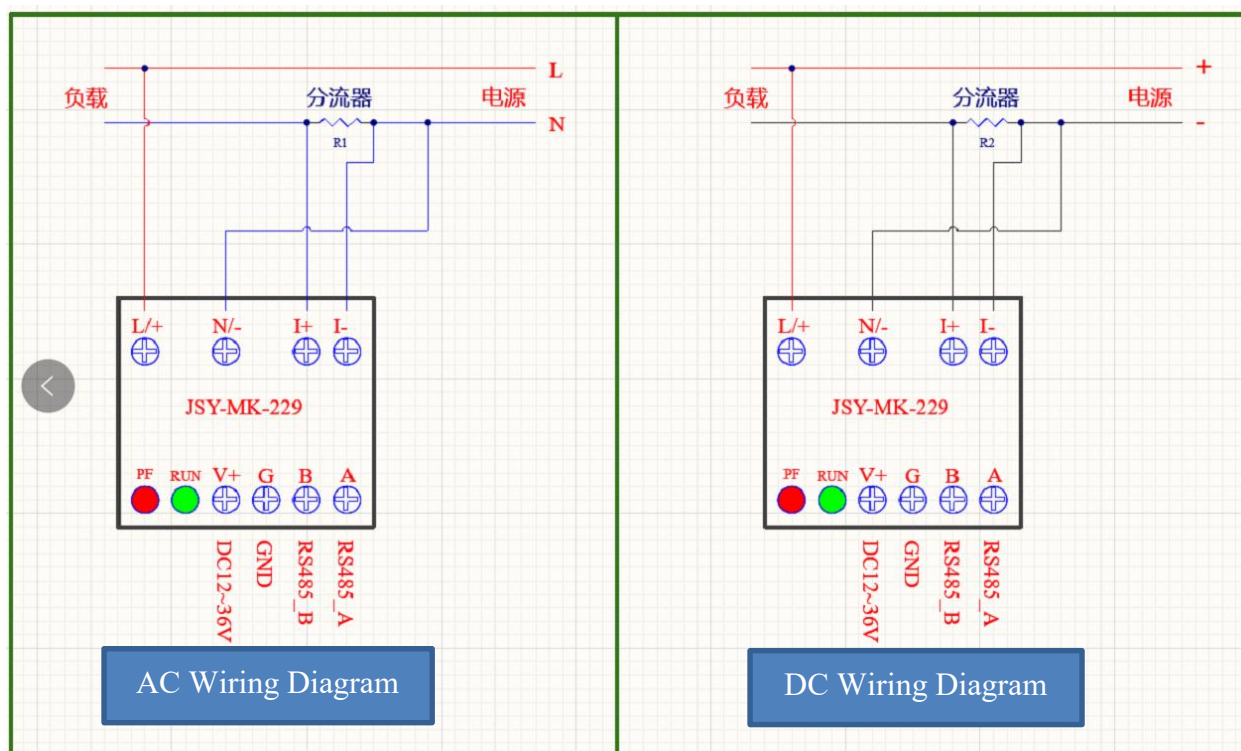 L
负载 分流器 电源
R1 N
L/+ N/- I+ I-
JSY-MK-229
PF RUN V+ G B A
DC12~36V
GND
RS485_B
RS485_A
AC Wiring Diagram
+
负载 分流器 电源
R2 -
L/+ N/- I+ I-
JSY-MK-229
PF RUN V+ G B A
DC12~36V
GND
RS485_B
RS485_A
DC Wiring Diagram